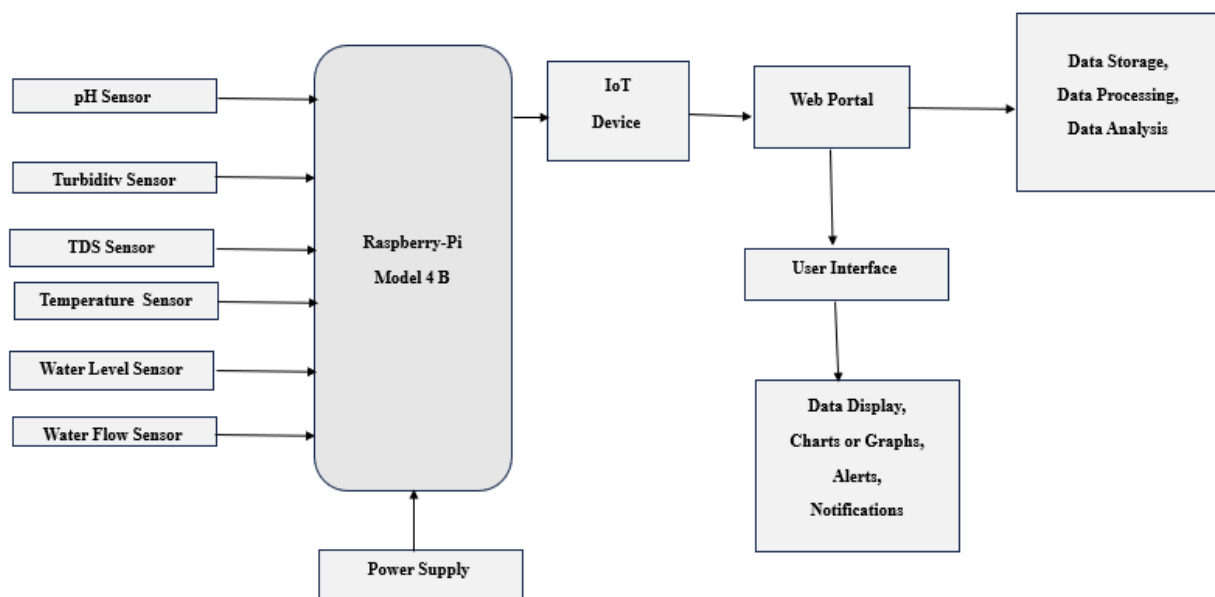 pH Sensor
Turbidity Sensor
TDS Sensor
Temperature Sensor
Water Level Sensor
Water Flow Sensor
Raspberry-Pi
Model 4 B
Power Supply
IoT
Device
Web Portal
Data Storage,
Data Processing,
Data Analysis
User Interface
Data Display,
Charts or Graphs,
Alerts,
Notifications